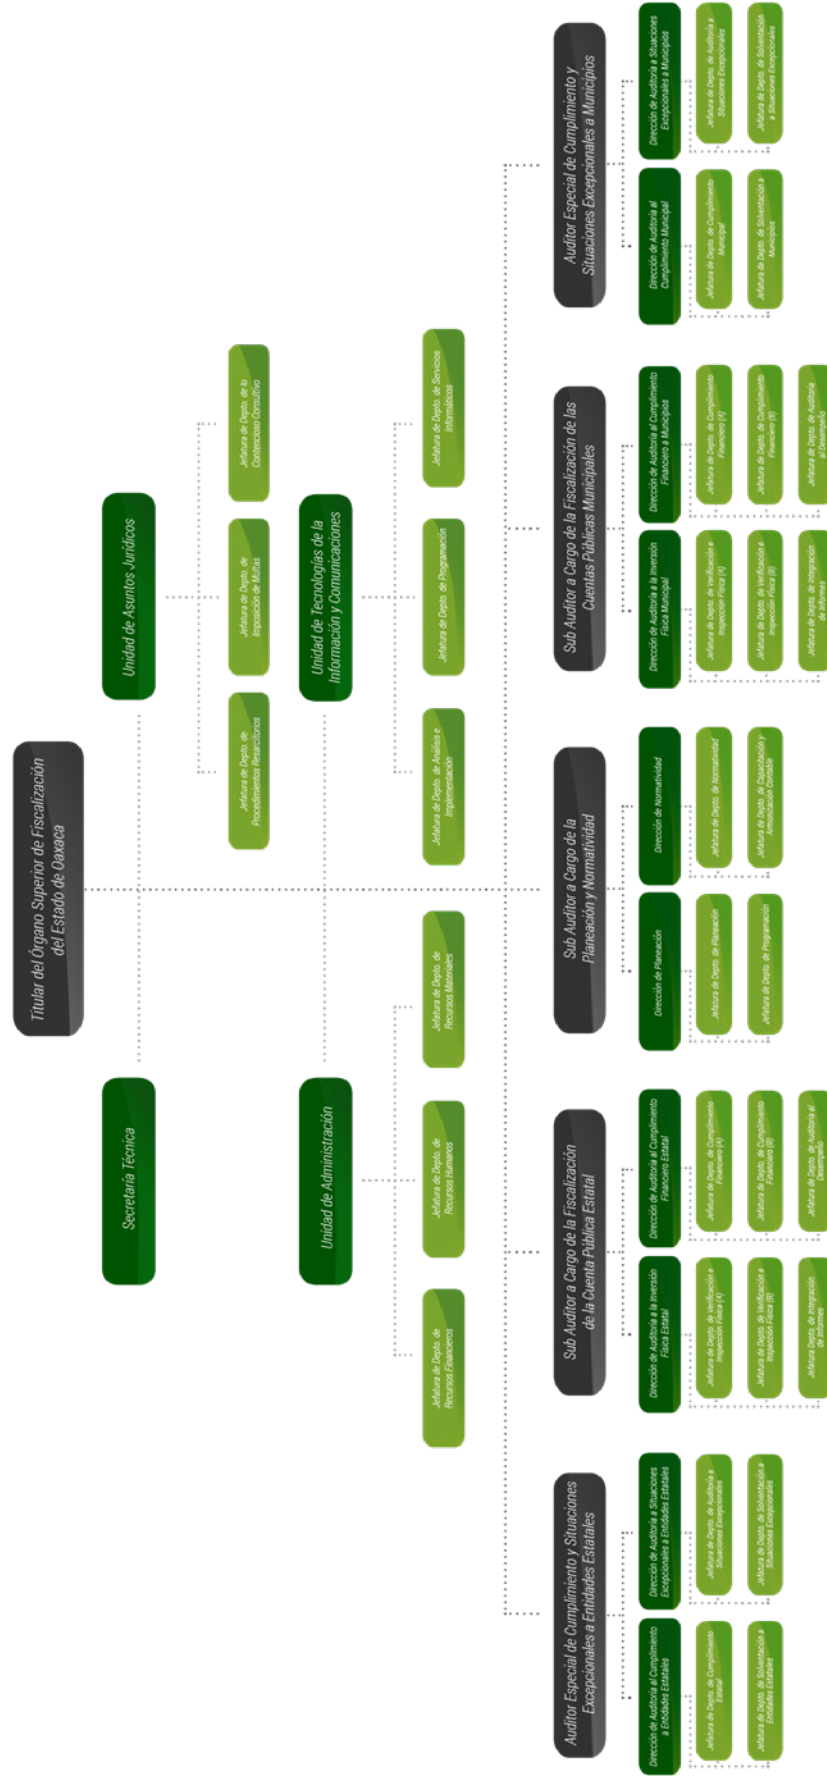 Titular del Órgano Superior de Fiscalización
del Estado de Oaxaca
Secretaría Técnica
Unidad de Asuntos Jurídicos
Jefatura de Depto. de
Procedimientos Resarcitorios
Jefatura de Depto. de
Imposición de Multas
Jefatura de Depto. de lo
Contencioso Consultivo
Unidad de Administración
Unidad de Tecnologías de la
Información y Comunicaciones
Jefatura de Depto. de
Recursos Financieros
Jefatura de Depto. de
Recursos Humanos
Jefatura de Depto. de
Recursos Materiales
Jefatura de Depto. de Análisis e
Implementación
Jefatura de Depto. de Programación
Jefatura de Depto. de Servicios
Informáticos
Auditor Especial de Cumplimiento y Situaciones
Excepcionales a Entidades Estatales
Dirección de Auditoría al Cumplimiento
a Entidades Estatales
Jefatura de Depto. de Cumplimiento
Estatal
Jefatura de Depto. de Solventación a
Entidades Estatales
Dirección de Auditoría a Situaciones
Excepcionales a Entidades Estatales
Jefatura de Depto. de Auditoría a
Situaciones Excepcionales
Jefatura de Depto. de Solventación a
Situaciones Excepcionales
Sub Auditor a Cargo de la Fiscalización
de la Cuenta Pública Estatal
Dirección de Auditoría a la Inversión
Física Estatal
Jefatura de Depto. de Verificación e
Inspección Física (A)
Jefatura de Depto. de Verificación e
Inspección Física (B)
Jefatura Depto. de Integración
de Informes
Dirección de Auditoría al Cumplimiento
Financiero Estatal
Jefatura de Depto. de Cumplimiento
Financiero (A)
Jefatura de Depto. de Cumplimiento
Financiero (B)
Jefatura de Depto. de Auditoría al
Desempeño
Sub Auditor a Cargo de la
Planeación y Normatividad
Dirección de Planeación
Jefatura de Depto. de Planeación
Jefatura de Depto. de Programación
Dirección de Normatividad
Jefatura de Depto. de Normatividad
Jefatura de Depto. de Capacitación y
Armonización Contable
Sub Auditor a Cargo de la Fiscalización de las
Cuentas Públicas Municipales
Dirección de Auditoría a la Inversión
Física Municipal
Jefatura de Depto. de Verificación e
Inspección Física (A)
Jefatura de Depto. de Verificación e
Inspección Física (B)
Jefatura Depto. de Integración
de Informes
Dirección de Auditoría al Cumplimiento
Financiero a Municipios
Jefatura de Depto. de Cumplimiento
Financiero (A)
Jefatura de Depto. de Cumplimiento
Financiero (B)
Jefatura de Depto. de Auditoría
al Desempeño
Auditor Especial de Cumplimiento y
Situaciones Excepcionales a Municipios
Dirección de Auditoría al
Cumplimiento Municipal
Jefatura de Depto. de Cumplimiento
Municipal
Jefatura de Depto. de Solventación a
Municipios
Dirección de Auditoría a Situaciones
Excepcionales a Municipios
Jefatura de Depto. de Auditoría a
Situaciones Excepcionales
Jefatura de Depto. de Solventación
a Situaciones Excepcionales